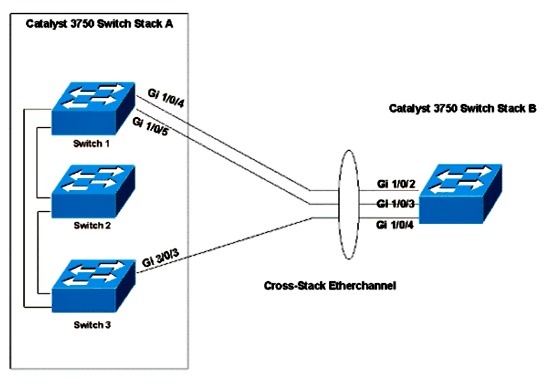 Catalyst 3750 Switch Stack A
Gi 1/0/4
Gi 1/0/5
Switch 1
Switch 2
Gi 3/0/3
Switch 3
Catalyst 3750 Switch Stack B
Gi 1/0/2
Gi 1/0/3
Gi 1/0/4
Cross-Stack Etherchannel